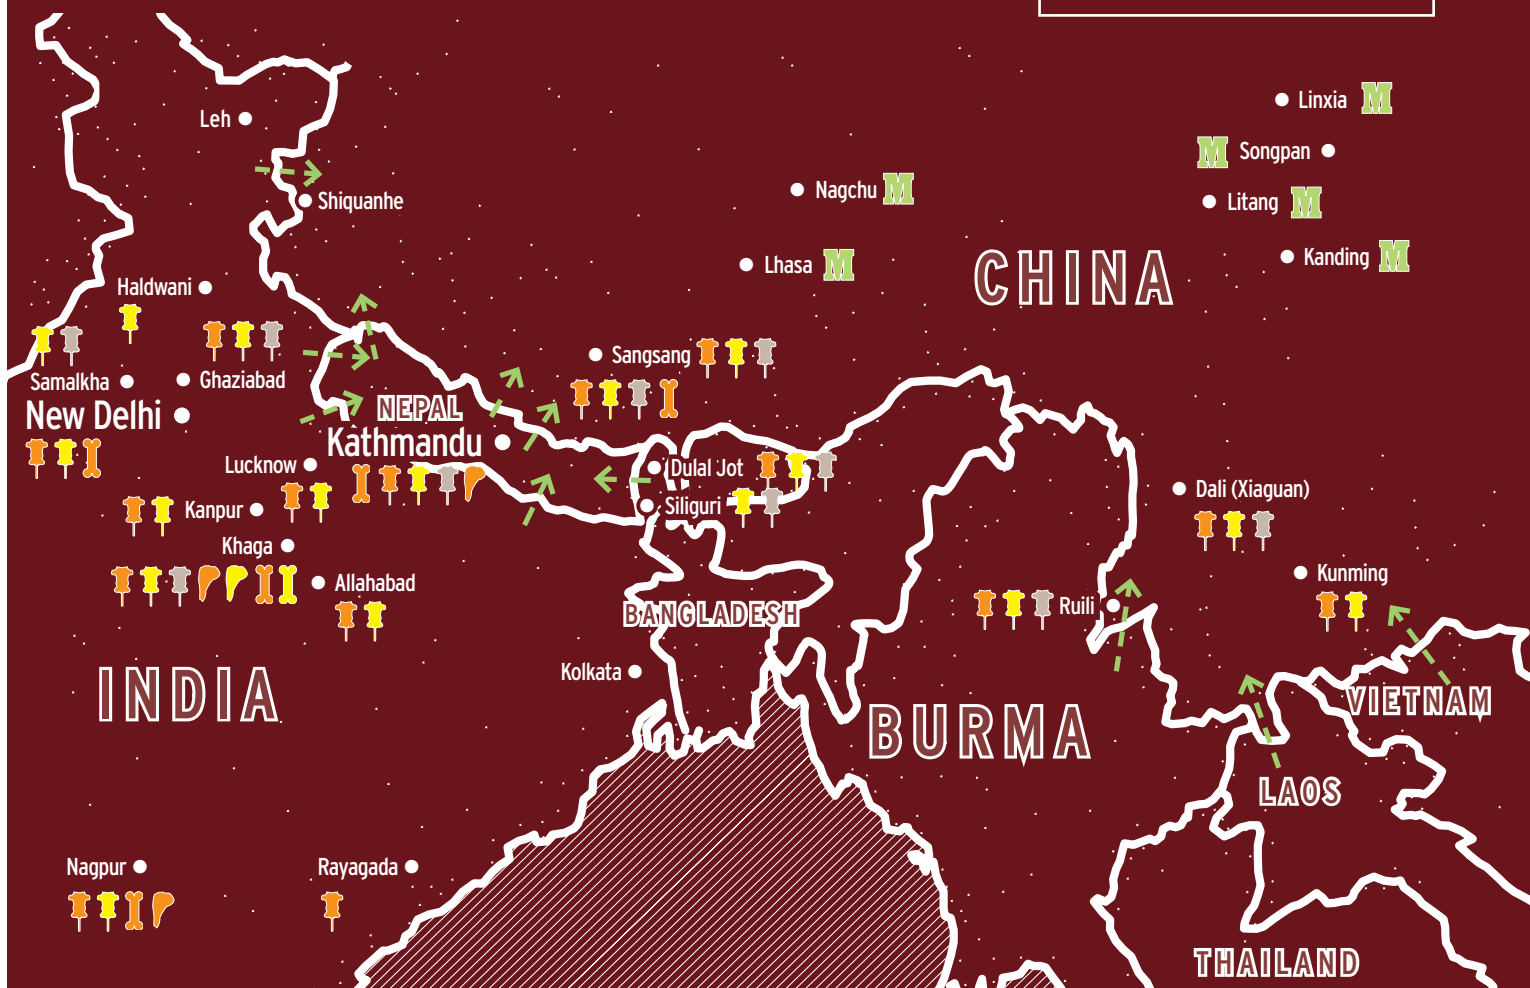 Linxia M
Leh
M Songpan
Nagchu M
Shiquanhe
Litang M
Kanding M
Lhasa M
CHINA
Haldwani
Sangsang
Samalkha
Ghaziabad
NEPAL
New Delhi
Kathmandu
Lucknow
Dulal Jot
Dali (Xiaguan)
Siliguri
Kanpur
Khaga
Kunming
Allahabad
Ruili
BANGLADESH
Kolkata
INDIA
VIETNAM
BURMA
LAOS
Nagpur
Rayagada
THAILAND